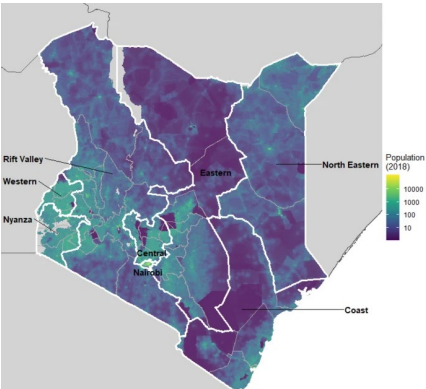 Rift Valley
Western
Nyanza
Central
Nairobi
Eastern
North Eastern
Coast
Population
(2018)
10000
1000
100
10